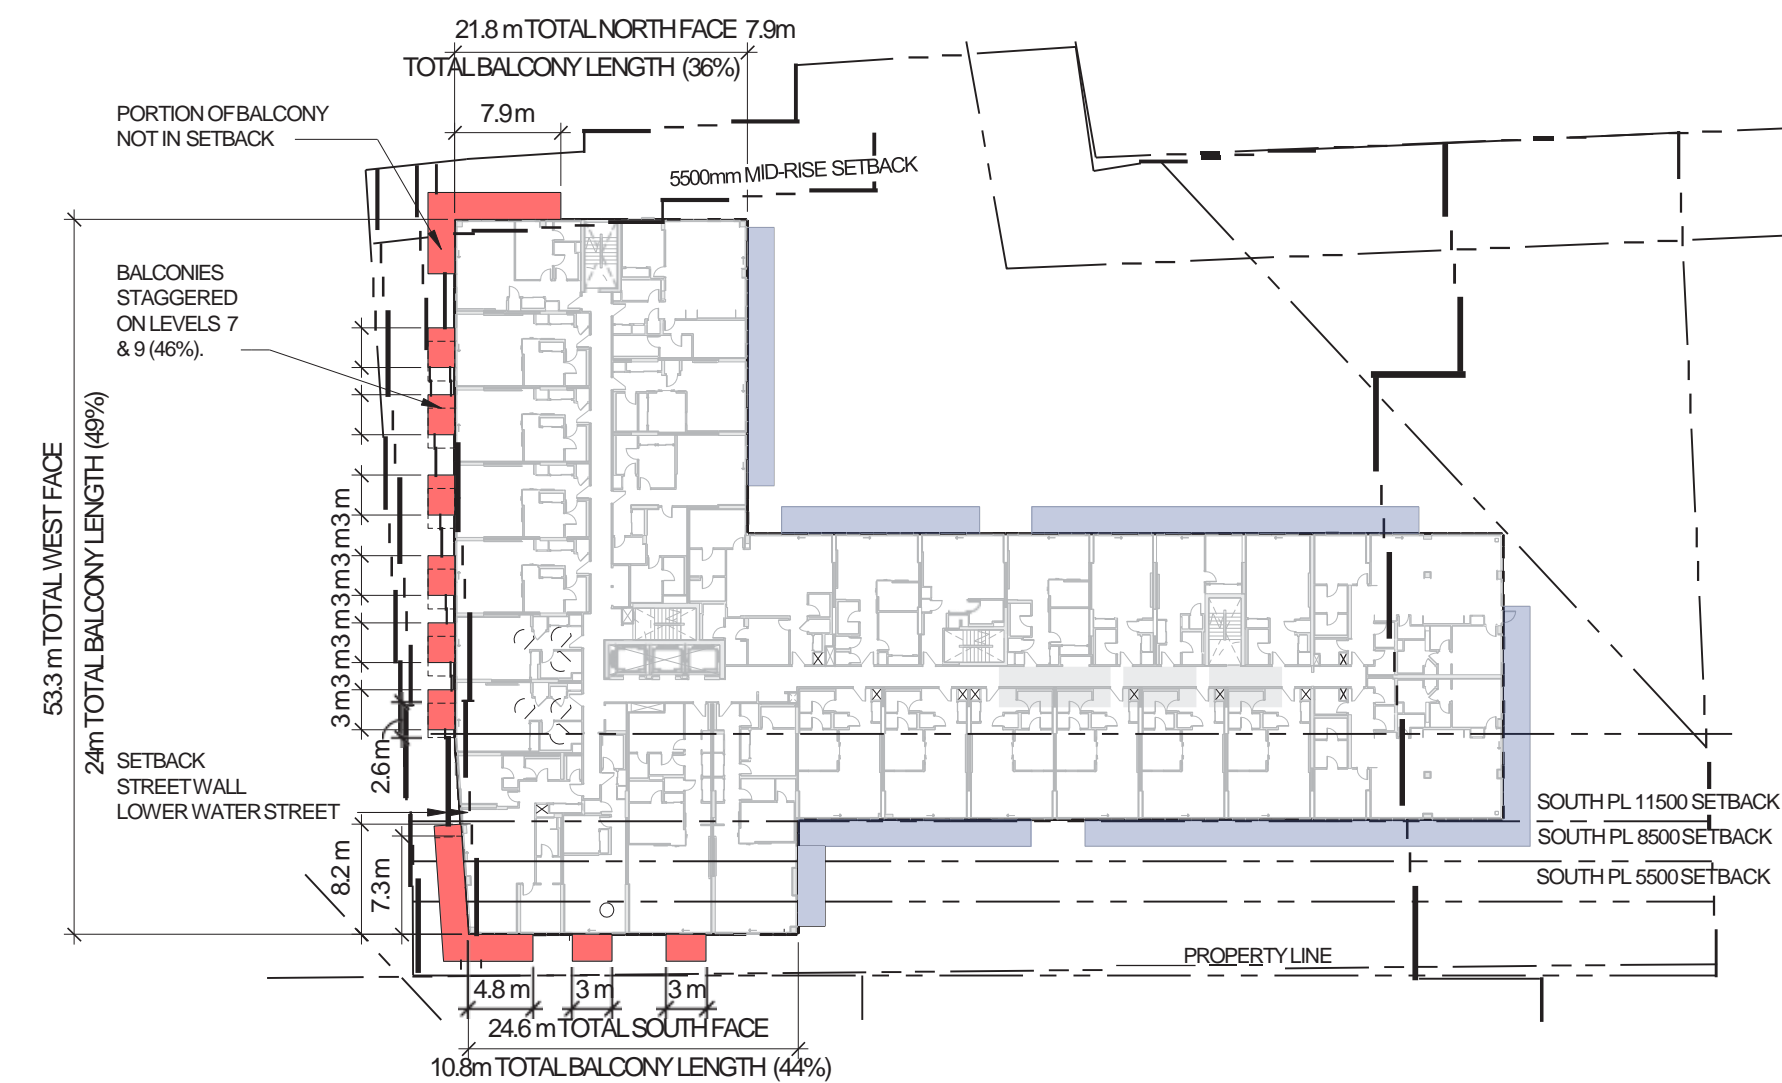 21.8 m TOTAL NORTH FACE 7.9m
TOTAL BALCONY LENGTH (36%)
7.9m
PORTION OF BALCONY
NOT IN SETBACK
5500mm MID-RISE SETBACK
BALCONIES
STAGGERED
ON LEVELS 7
& 9 (46%).
53.3 m TOTAL WEST FACE
24m TOTAL BALCONY LENGTH (49%)
3 m 3 m 3 m 3 m 3 m 3 m
2.6m
SETBACK
STREET WALL
LOWER WATER STREET
8.2 m
7.3 m
SOUTH PL 11500 SETBACK
SOUTH PL 8500 SETBACK
SOUTH PL 5500 SETBACK
PROPERTY LINE
4.8 m
3 m
3 m
24.6 m TOTAL SOUTH FACE
10.8m TOTAL BALCONY LENGTH (44%)